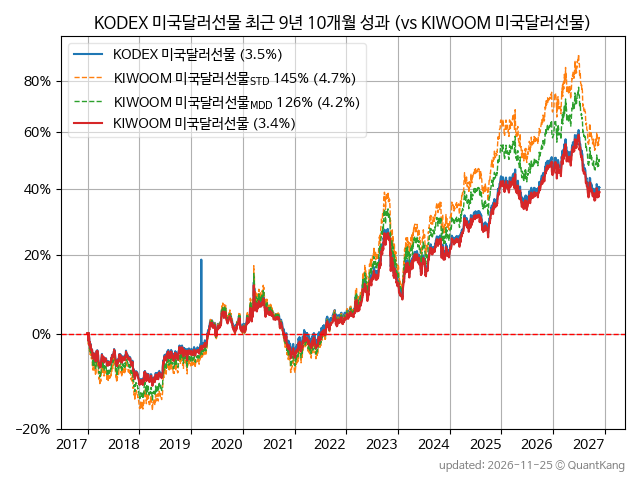 KODEX 미국달러선물 최근 9년 10개월 성과 (vs KIWOOM 미국달러선물)
KODEX 미국달러선물 (3.5%)
KIWOOM 미국달러선물STD 145% (4.7%)
KIWOOM 미국달러선물MDD 126% (4.2%)
KIWOOM 미국달러선물 (3.4%)
80%
60%
40%
20%
0%
−20%
2017 2018 2019 2020 2021 2022 2023 2024 2025 2026 2027
updated: 2026-11-25 © QuantKang